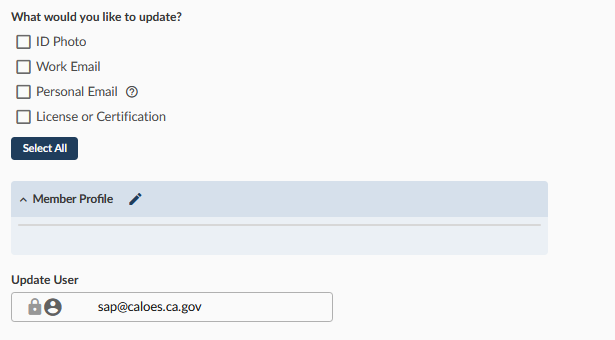 What would you like to update?
ID Photo
Work Email
Personal Email
License or Certification
Select All
Member Profile
Update User
sap@caloes.ca.gov